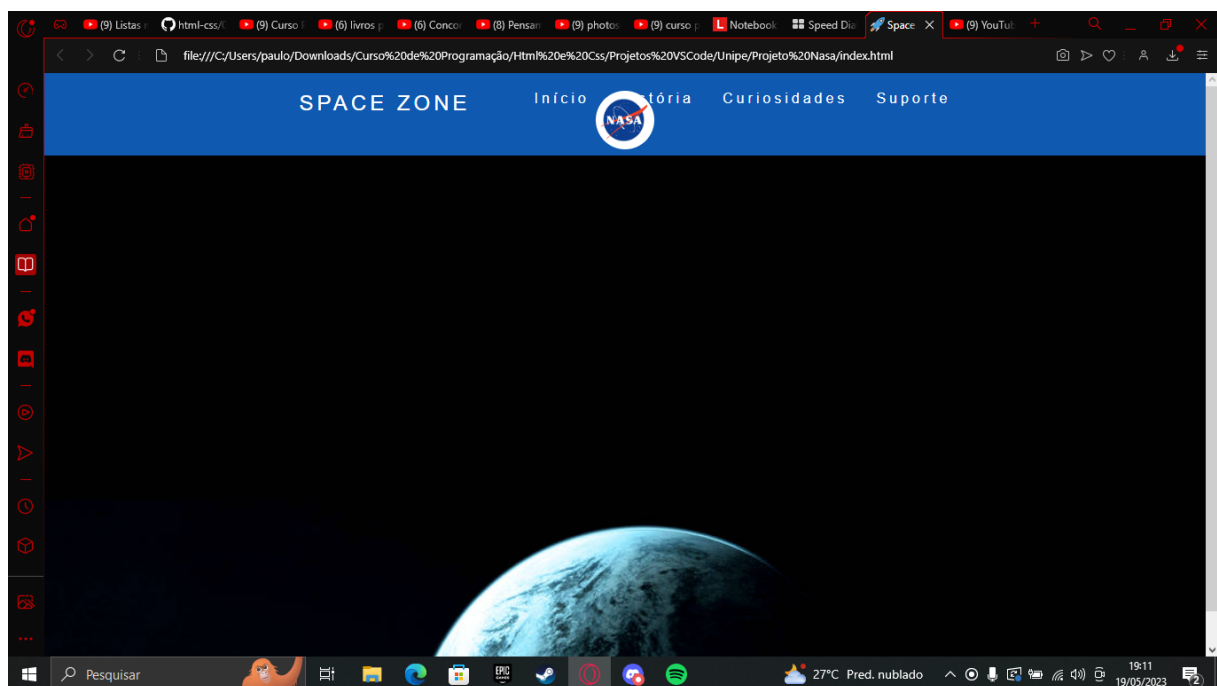 (9) Listas
html-css/
(9) Curso
(6) livros p
(6) Concor
(8) Pensan
(9) photos
(9) curso p
L Notebook
Speed Dia
Space
(9) YouTub
file:///C:/Users/paulo/Downloads/Curso%20de%20Programação/Html%20e%20Css/Projetos%20VSCode/Unipe/Projeto%20Nasa/index.html
SPACE ZONE
Início
tória
Curiosidades
Suporte
NASA
Pesquisar
EPIC
GAMES
27°C Pred. nublado
19:11
19/05/2023
2